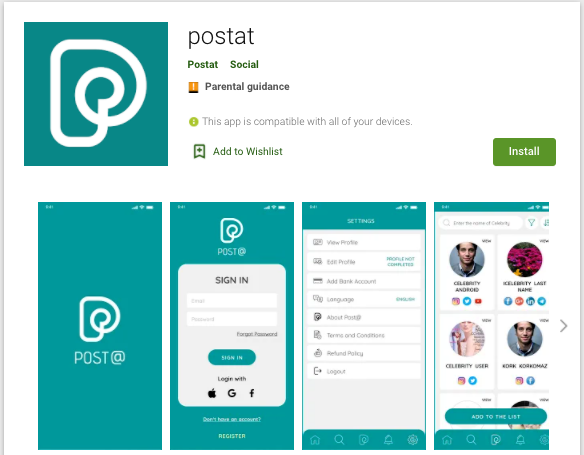 postat
Postat Social
Parental guidance
This app is compatible with all of your devices.
Add to Wishlist
Install
POST@
POST@
SIGN IN
Email
Password
Forgot Password
SIGN IN
Login with
Don't have an account?
REGISTER
SETTINGS
View Profile
Edit Profile
PROFILE NOT
COMPLETED
Add Bank Account
Language
ENGLISH
About Post@
Terms and Conditions
Refund Policy
Logout
Enter the name of Celebrity
VIEW
CELEBRITY
ANDROID
VIEW
ICELEBRITY LAST
NAME
VIEW
CELEBRITY USER
VIEW
KORK KORKOMAZ
ADD TO THE LIST